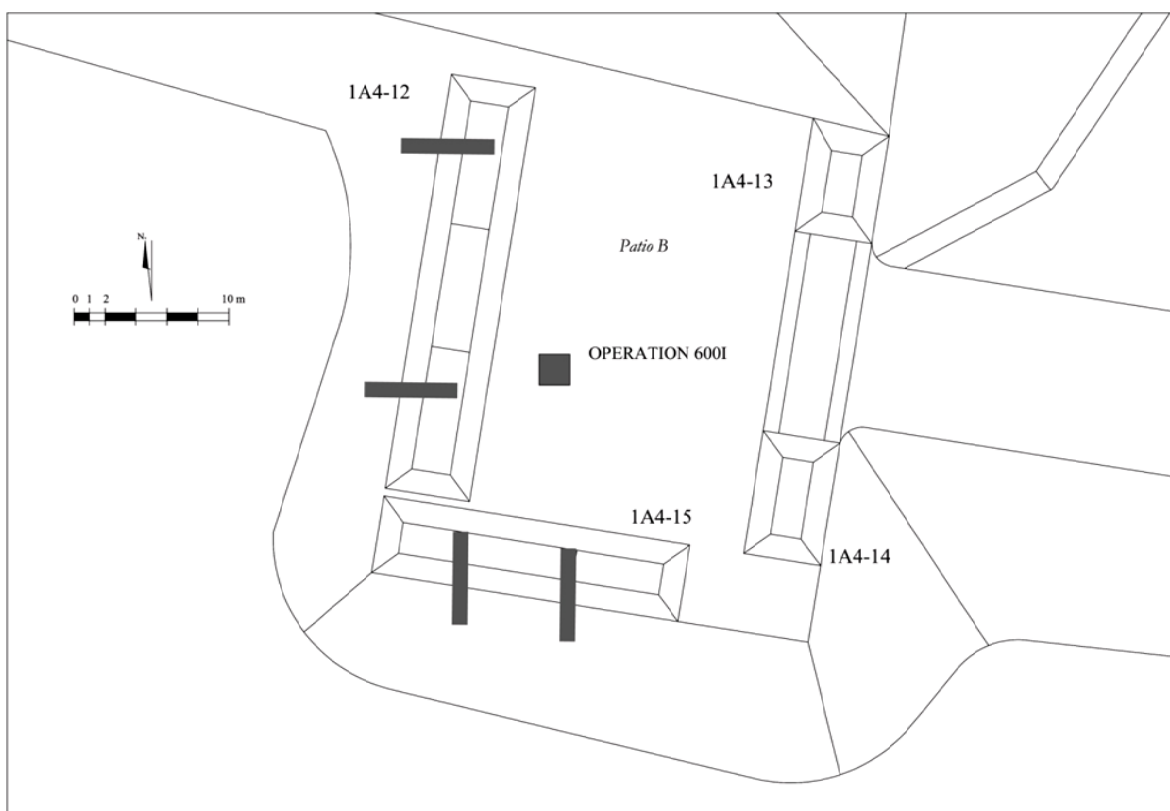 1A4-12
1A4-13
Patio B
N.
0 1 2 10 m
OPERATION 600I
1A4-15
1A4-14